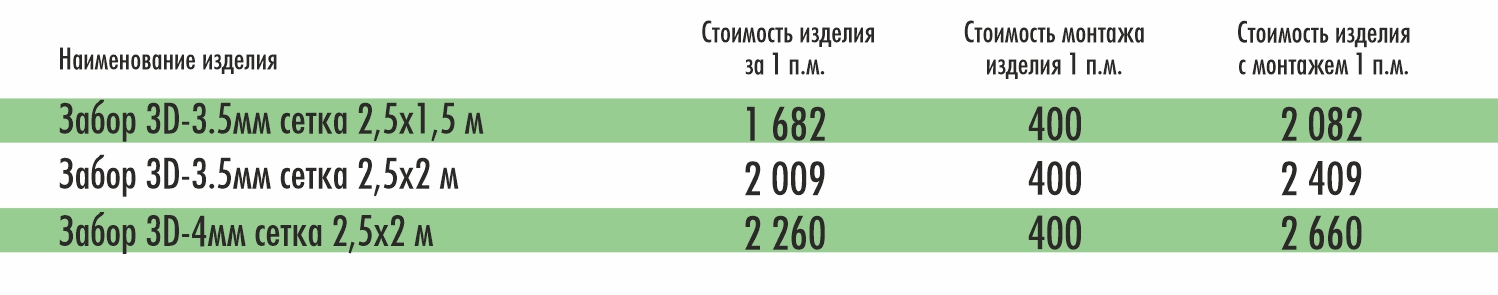 Наименование изделия
Стоимость изделия
за 1 п.м.
Стоимость монтажа
изделия 1 п.м.
Стоимость изделия
с монтажем 1 п.м.
Забор 3D-3.5мм сетка 2,5х1,5 м 1 682 400 2 082
Забор 3D-3.5мм сетка 2,5х2 м 2 009 400 2 409
Забор 3D-4мм сетка 2,5х2 м 2 260 400 2 660